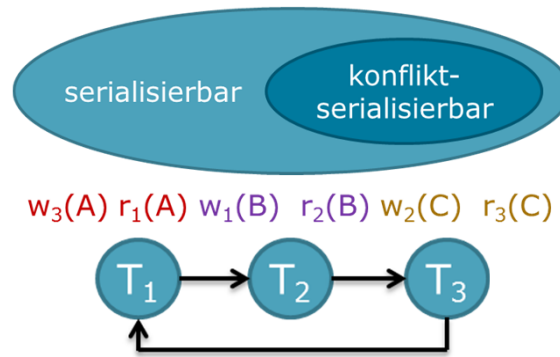 serialisierbar
konflikt-
serialisierbar
w₃(A) r₁(A) w₁(B) r₂(B) w₂(C) r₃(C)
T₁ T₂ T₃